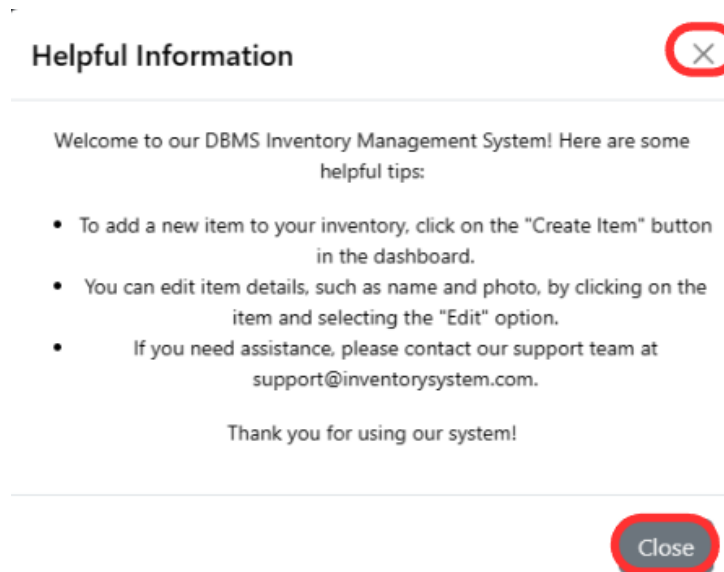 Helpful Information
Welcome to our DBMS Inventory Management System! Here are some
helpful tips:
• To add a new item to your inventory, click on the "Create Item" button
in the dashboard.
• You can edit item details, such as name and photo, by clicking on the
item and selecting the "Edit" option.
• If you need assistance, please contact our support team at
support@inventorysystem.com.
Thank you for using our system!
Close